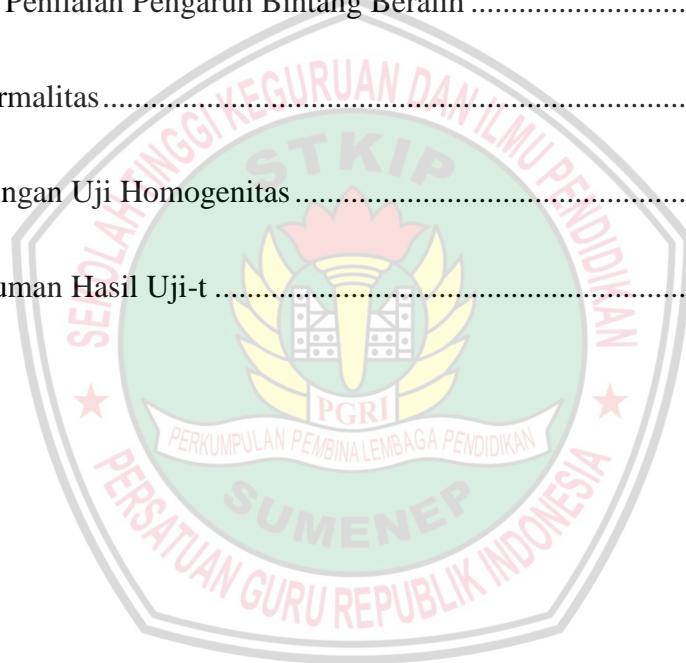 Penilaian Pengaruh Bintang Beralih ..........................
rmalitas .........................................................................
ngan Uji Homogenitas .................................................
uman Hasil Uji-t ...........................................................
SEKOLAH TINGGI KEGURUAN DAN ILMU PENDIDIKAN
STKIP
PGRI
PERKUMPULAN PEMBINA LEMBAGA PENDIDIKAN
SUMENEP
PERSATUAN GURU REPUBLIK INDONESIA